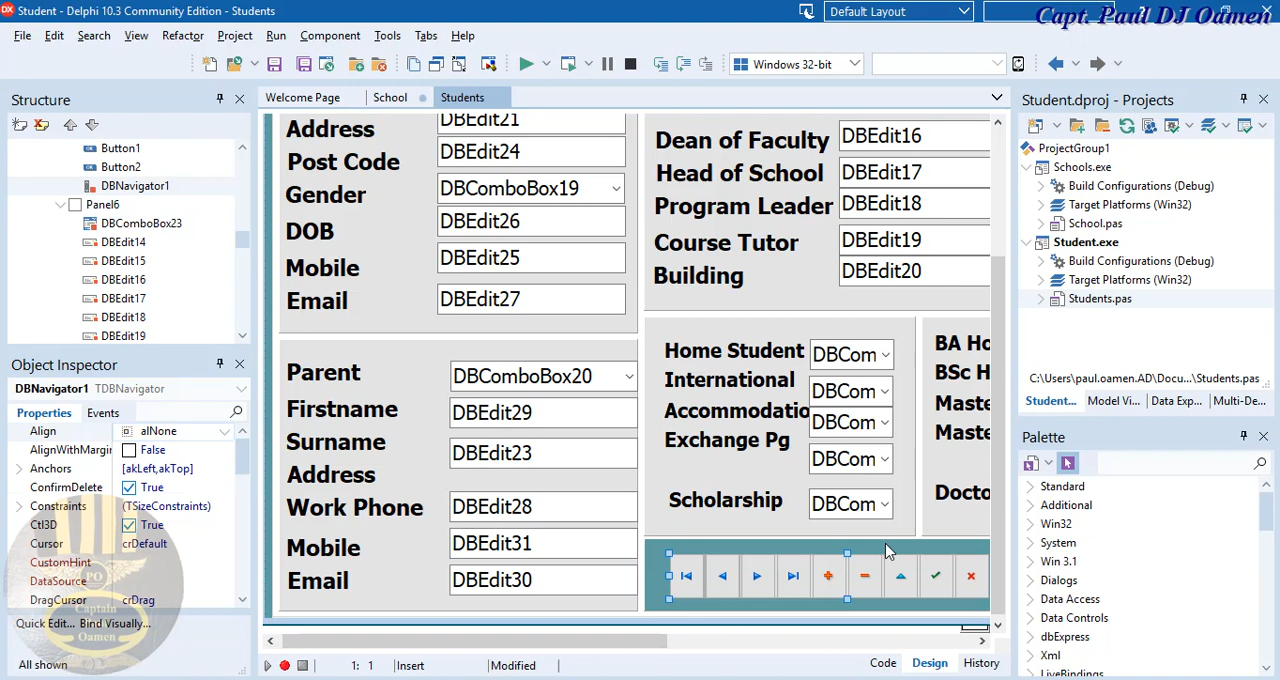 Student - Delphi 10.3 Community Edition - Students
Default Layout
Capt. Paul DJ Oamen
File Edit Search View Refactor Project Run Component Tools Tabs Help
Windows 32-bit
Structure
Button1
Button2
DBNavigator1
Panel6
DBComboBox23
DBEdit14
DBEdit15
DBEdit16
DBEdit17
DBEdit18
DBEdit19
Object Inspector
DBNavigator1 TDBNavigator
Properties Events
Align alNone
AlignWithMargin False
Anchors [akLeft,akTop]
ConfirmDelete True
Constraints (TSizeConstraints)
Ctl3D True
Cursor crDefault
CustomHint
DataSource
DragCursor crDrag
Quick Edit... Bind Visually...
All shown
PO
Captain
Paul
Oamen
Welcome Page School Students
Address DBEdit21
Post Code DBEdit24
Gender DBComboBox19
DOB DBEdit26
Mobile DBEdit25
Email DBEdit27
Parent DBComboBox20
Firstname DBEdit29
Surname DBEdit23
Address
Work Phone DBEdit28
Mobile DBEdit31
Email DBEdit30
Dean of Faculty DBEdit16
Head of School DBEdit17
Program Leader DBEdit18
Course Tutor DBEdit19
Building DBEdit20
Home Student DBCom
International DBCom
Accommodatio DBCom
Exchange Pg DBCom
Scholarship DBCom
BA Ho
BSc H
Maste
Maste
Docto
1: 1 Insert Modified
Code Design History
Student.dproj - Projects
ProjectGroup1
Schools.exe
Build Configurations (Debug)
Target Platforms (Win32)
School.pas
Student.exe
Build Configurations (Debug)
Target Platforms (Win32)
Students.pas
C:\Users\paul.oamen.AD\Docu...\Students.pas
Student... Model Vi... Data Exp... Multi-De...
Palette
Standard
Additional
Win32
System
Win 3.1
Dialogs
Data Access
Data Controls
dbExpress
Xml
LiveBindings